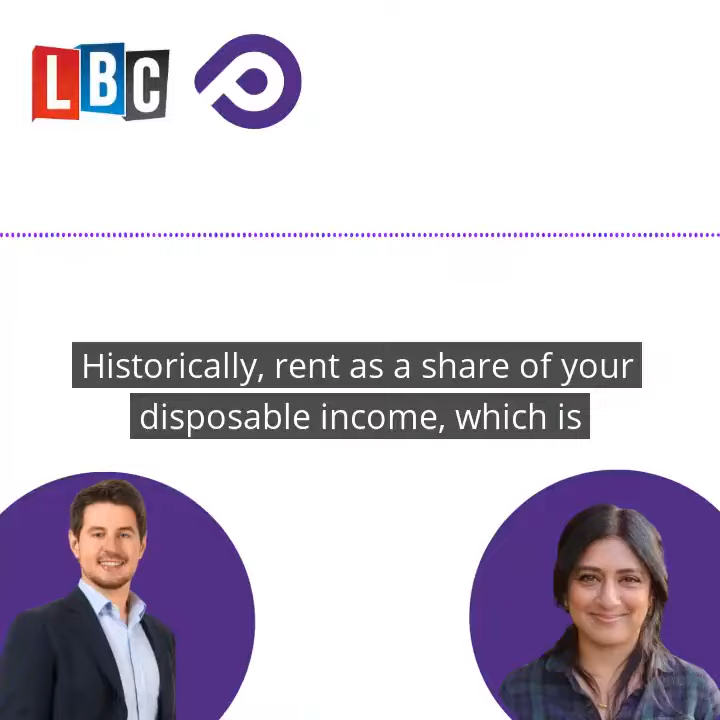 LBC
Historically, rent as a share of your
disposable income, which is